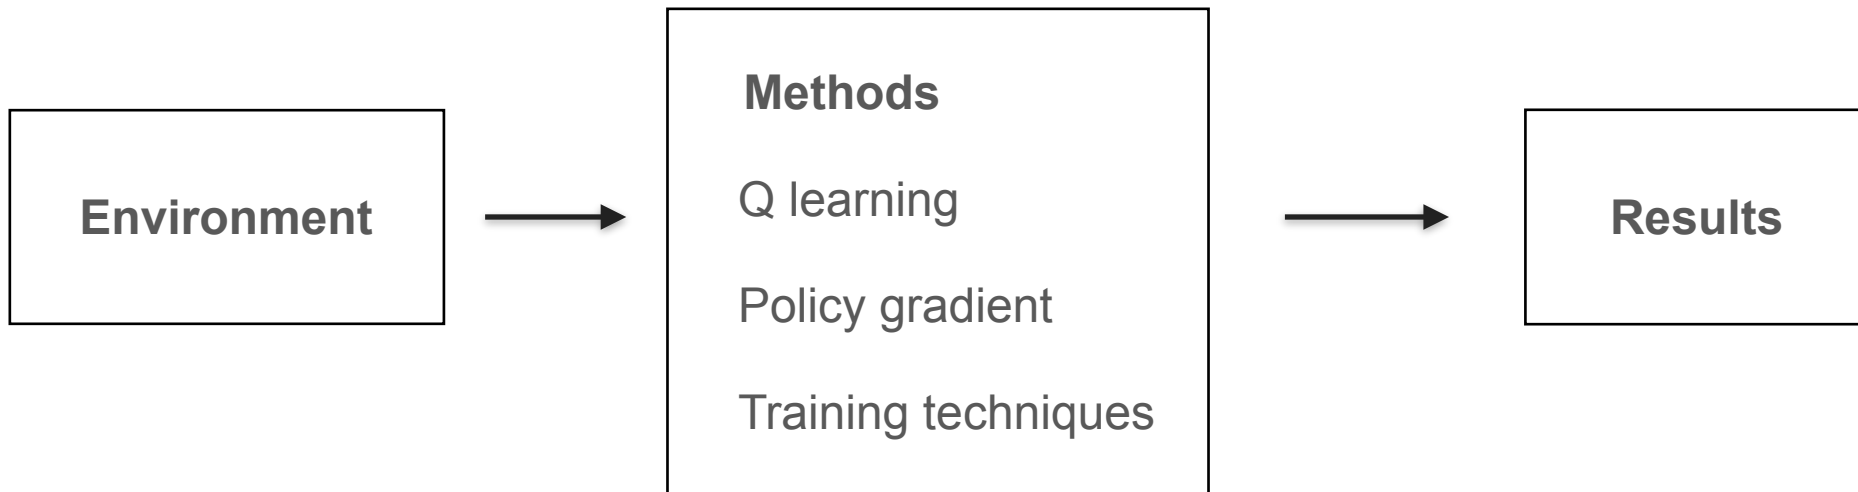 Environment
Methods
Q learning
Policy gradient
Training techniques
Results